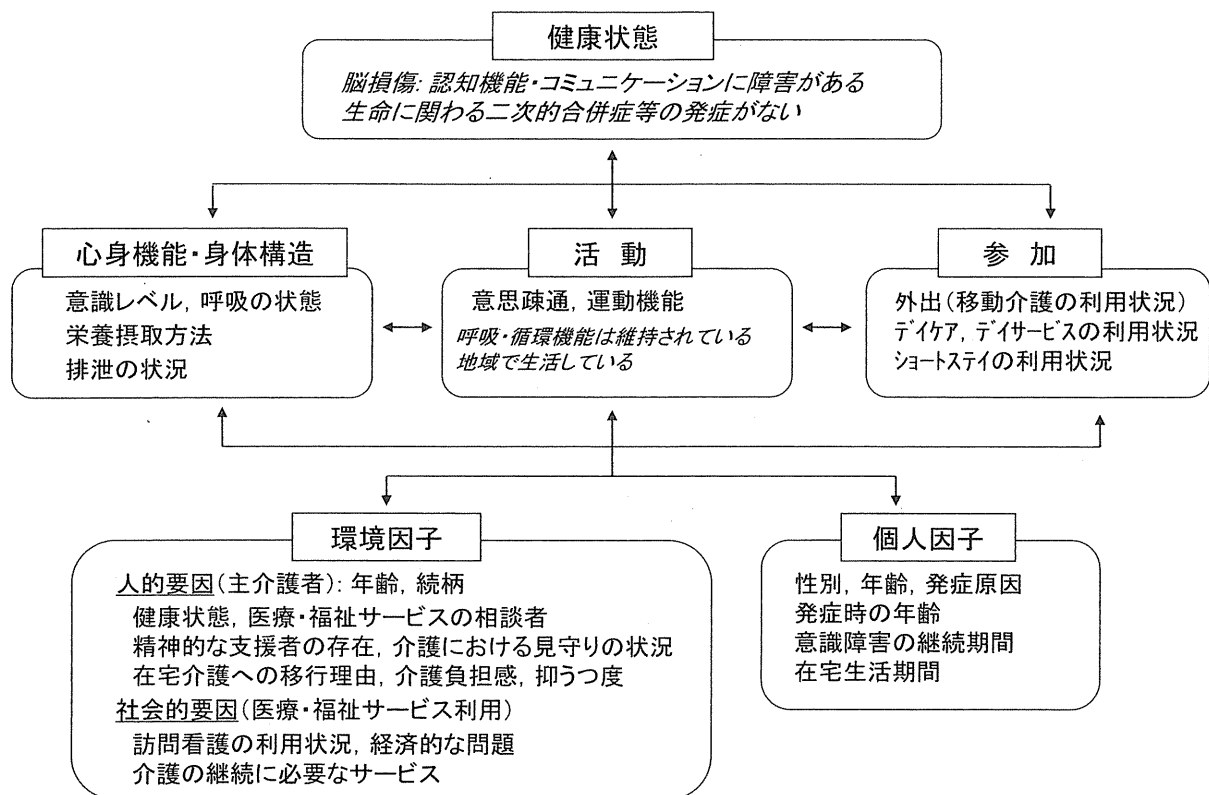 健康状態
脳損傷: 認知機能・コミュニケーションに障害がある
生命に関わる二次的合併症等の発症がない
心身機能・身体構造
意識レベル, 呼吸の状態
栄養摂取方法
排泄の状況
活 動
意思疎通, 運動機能
呼吸・循環機能は維持されている
地域で生活している
参 加
外出(移動介護の利用状況)
ﾃﾞｲｹｱ, ﾃﾞｲｻｰﾋﾞｽの利用状況
ｼｮｰﾄｽﾃｲの利用状況
環境因子
人的要因(主介護者): 年齢, 続柄
健康状態, 医療・福祉サービスの相談者
精神的な支援者の存在, 介護における見守りの状況
在宅介護への移行理由, 介護負担感, 抑うつ度
社会的要因(医療・福祉サービス利用)
訪問看護の利用状況, 経済的な問題
介護の継続に必要なサービス
個人因子
性別, 年齢, 発症原因
発症時の年齢
意識障害の継続期間
在宅生活期間